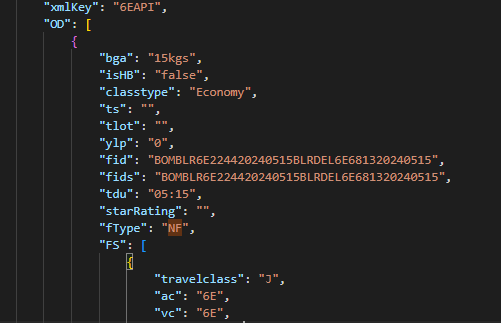 "xmlKey": "6EAPI",
"OD": [
{
"bga": "15kgs",
"isHB": "false",
"classtype": "Economy",
"ts": "",
"tlot": "",
"ylp": "0",
"fid": "BOMBLR6E224420240515BLRDEL6E681320240515",
"fids": "BOMBLR6E224420240515BLRDEL6E681320240515",
"tdu": "05:15",
"starRating": "",
"fType": "NF",
"FS": [
{
"travelclass": "J",
"ac": "6E",
"vc": "6E",